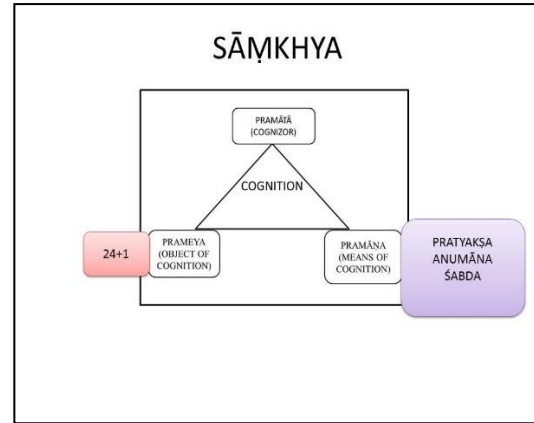 SĀṂKHYA
PRAMĀTĀ
(COGNIZOR)
COGNITION
24+1
PRAMEYA
(OBJECT OF
COGNITION)
PRAMĀṆA
(MEANS OF
COGNITION)
PRATYAKṢA
ANUMĀNA
ŚABDA